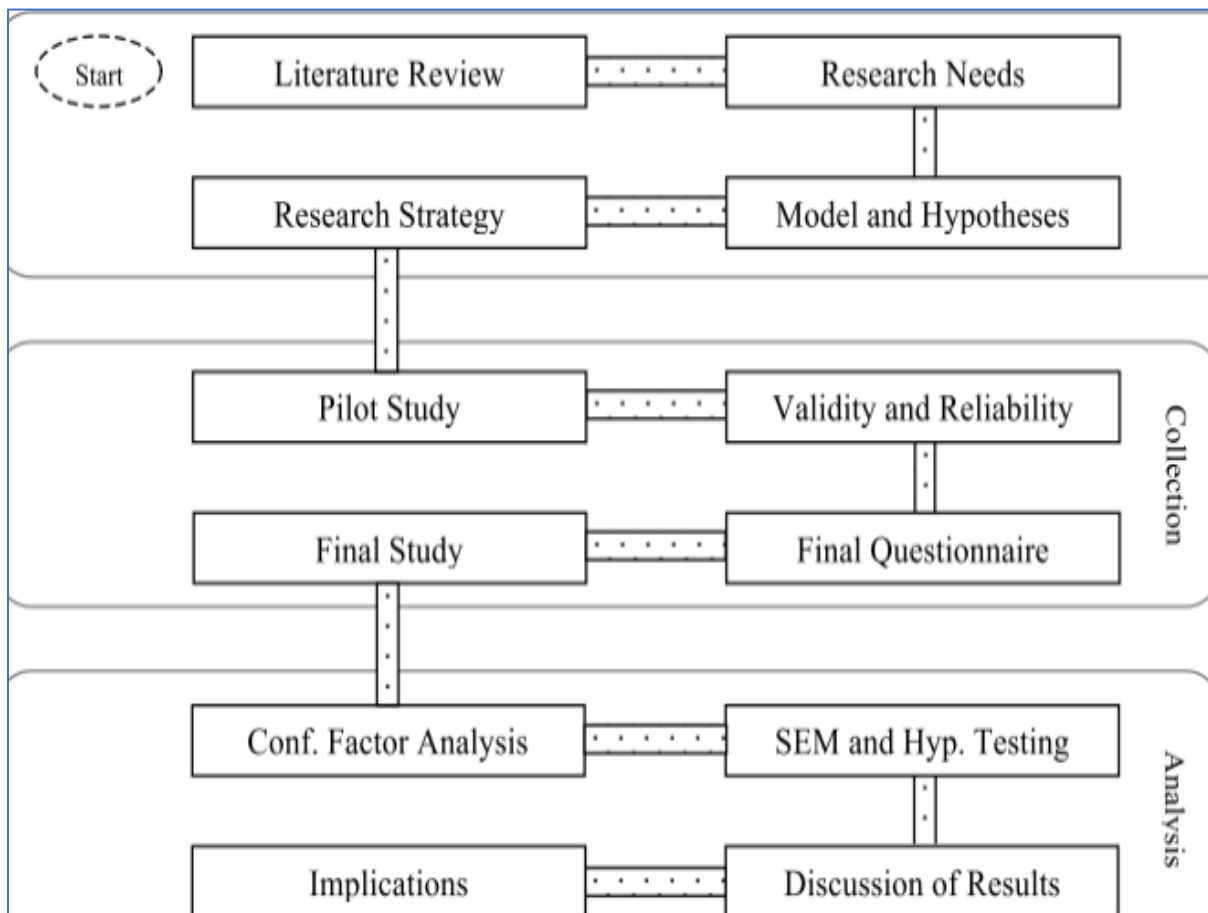 Start
Literature Review
Research Needs
Research Strategy
Model and Hypotheses
Pilot Study
Validity and Reliability
Collection
Final Study
Final Questionnaire
Conf. Factor Analysis
SEM and Hyp. Testing
Analysis
Implications
Discussion of Results